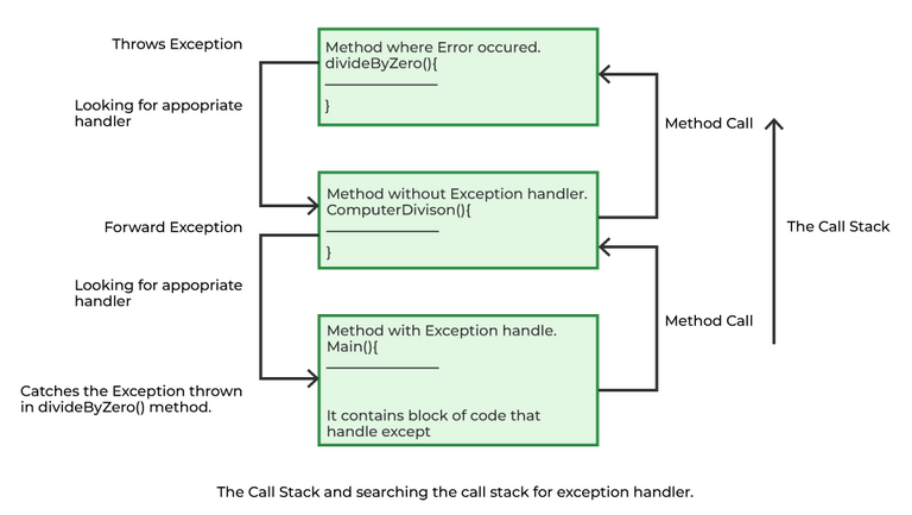 Throws Exception
Looking for appopriate
handler
Forward Exception
Looking for appopriate
handler
Catches the Exception thrown
in divideByZero() method.
Method where Error occured.
divideByZero(){
}
Method without Exception handler.
ComputerDivison(){
}
Method with Exception handle.
Main(){
It contains block of code that
handle except
Method Call
Method Call
The Call Stack
The Call Stack and searching the call stack for exception handler.